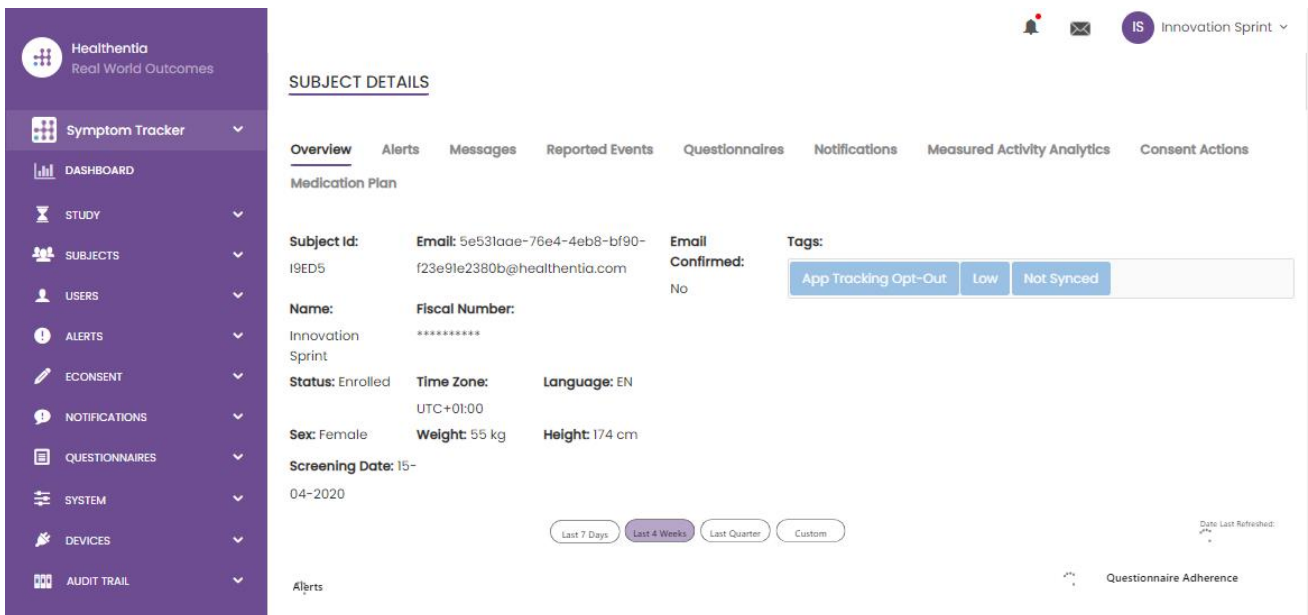 Healthentia
Real World Outcomes
Symptom Tracker
DASHBOARD
STUDY
SUBJECTS
USERS
ALERTS
ECONSENT
NOTIFICATIONS
QUESTIONNAIRES
SYSTEM
DEVICES
AUDIT TRAIL
IS Innovation Sprint
SUBJECT DETAILS
Overview Alerts Messages Reported Events Questionnaires Notifications Measured Activity Analytics Consent Actions
Medication Plan
Subject Id:
I9ED5
Email: 5e531aae-76e4-4eb8-bf90-
f23e91e2380b@healthentia.com
Email
Confirmed:
No
Tags:
App Tracking Opt-Out Low Not Synced
Name:
Innovation
Sprint
Fiscal Number:
**********
Status: Enrolled
Time Zone:
UTC+01:00
Language: EN
Sex: Female Weight: 55 kg Height: 174 cm
Screening Date: 15-
04-2020
Last 7 Days Last 4 Weeks Last Quarter Custom
Date Last Refreshed:
Alerts
Questionnaire Adherence